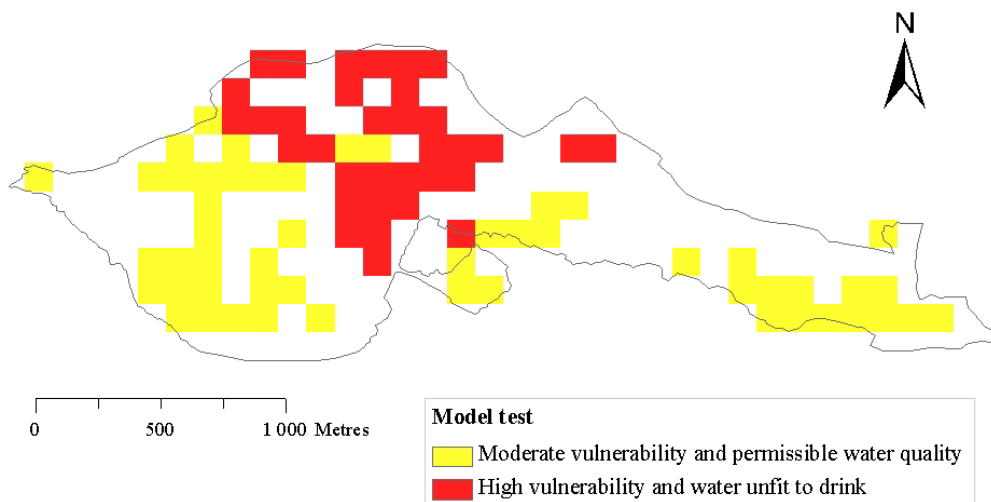 N
0 500 1 000 Metres
Model test
Moderate vulnerability and permissible water quality
High vulnerability and water unfit to drink